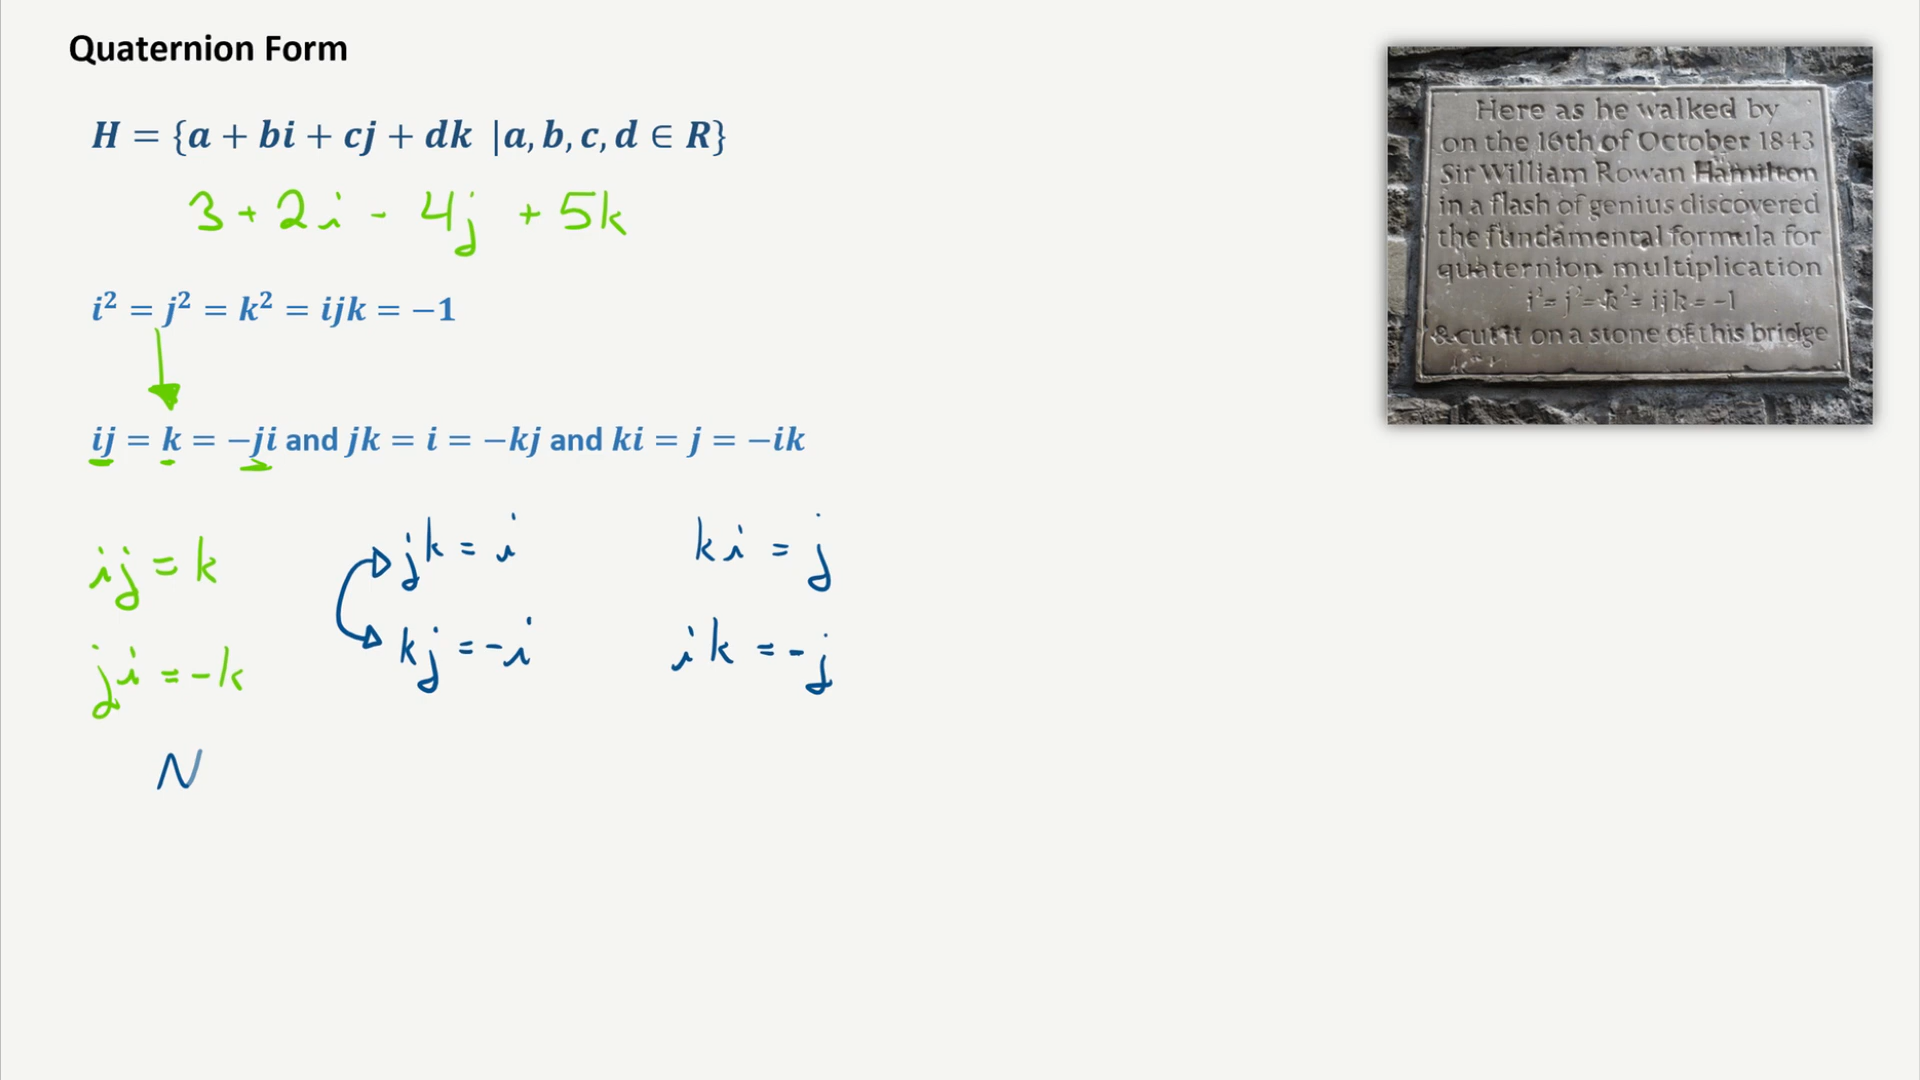 Quaternion Form
H = {a + bi + cj + dk |a, b, c, d ∈ R}
3 + 2i - 4j + 5k
i² = j² = k² = ijk = −1
ij = k = −ji and jk = i = −kj and ki = j = −ik
ij = k
jk = i
ki = j
ji = -k
kj = -i
ik = -j
N
Here as he walked by
on the 16th of October 1843
Sir William Rowan Hamilton
in a flash of genius discovered
the fundamental formula for
quaternion multiplication
i² = j² = k² = ijk = -1
& cut it on a stone of this bridge